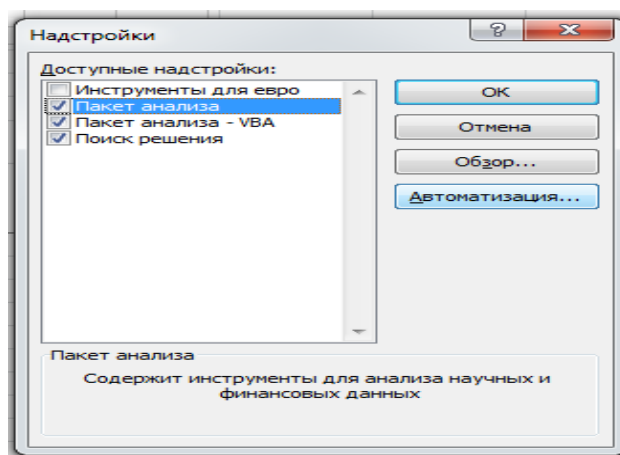 Надстройки
Доступные надстройки:
Инструменты для евро
Пакет анализа
Пакет анализа - VBA
Поиск решения
ОК
Отмена
Обзор...
Автоматизация...
Пакет анализа
Содержит инструменты для анализа научных и
финансовых данных